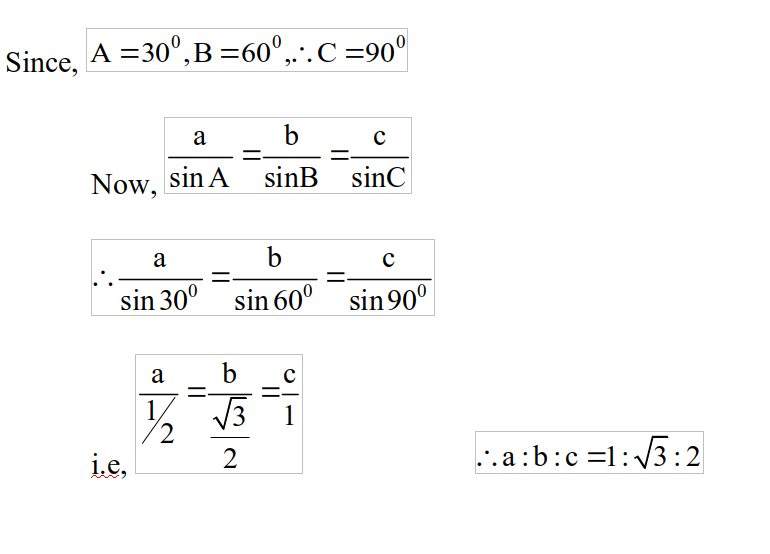 Since, A =30⁰,B =60⁰,∴C =90⁰
Now, a/sin A = b/sinB = c/sinC
∴ a/sin 30⁰ = b/sin 60⁰ = c/sin 90⁰
i.e, a/(1/2) = b/(√3/2) = c/1 ∴a : b : c =1 : √3 : 2